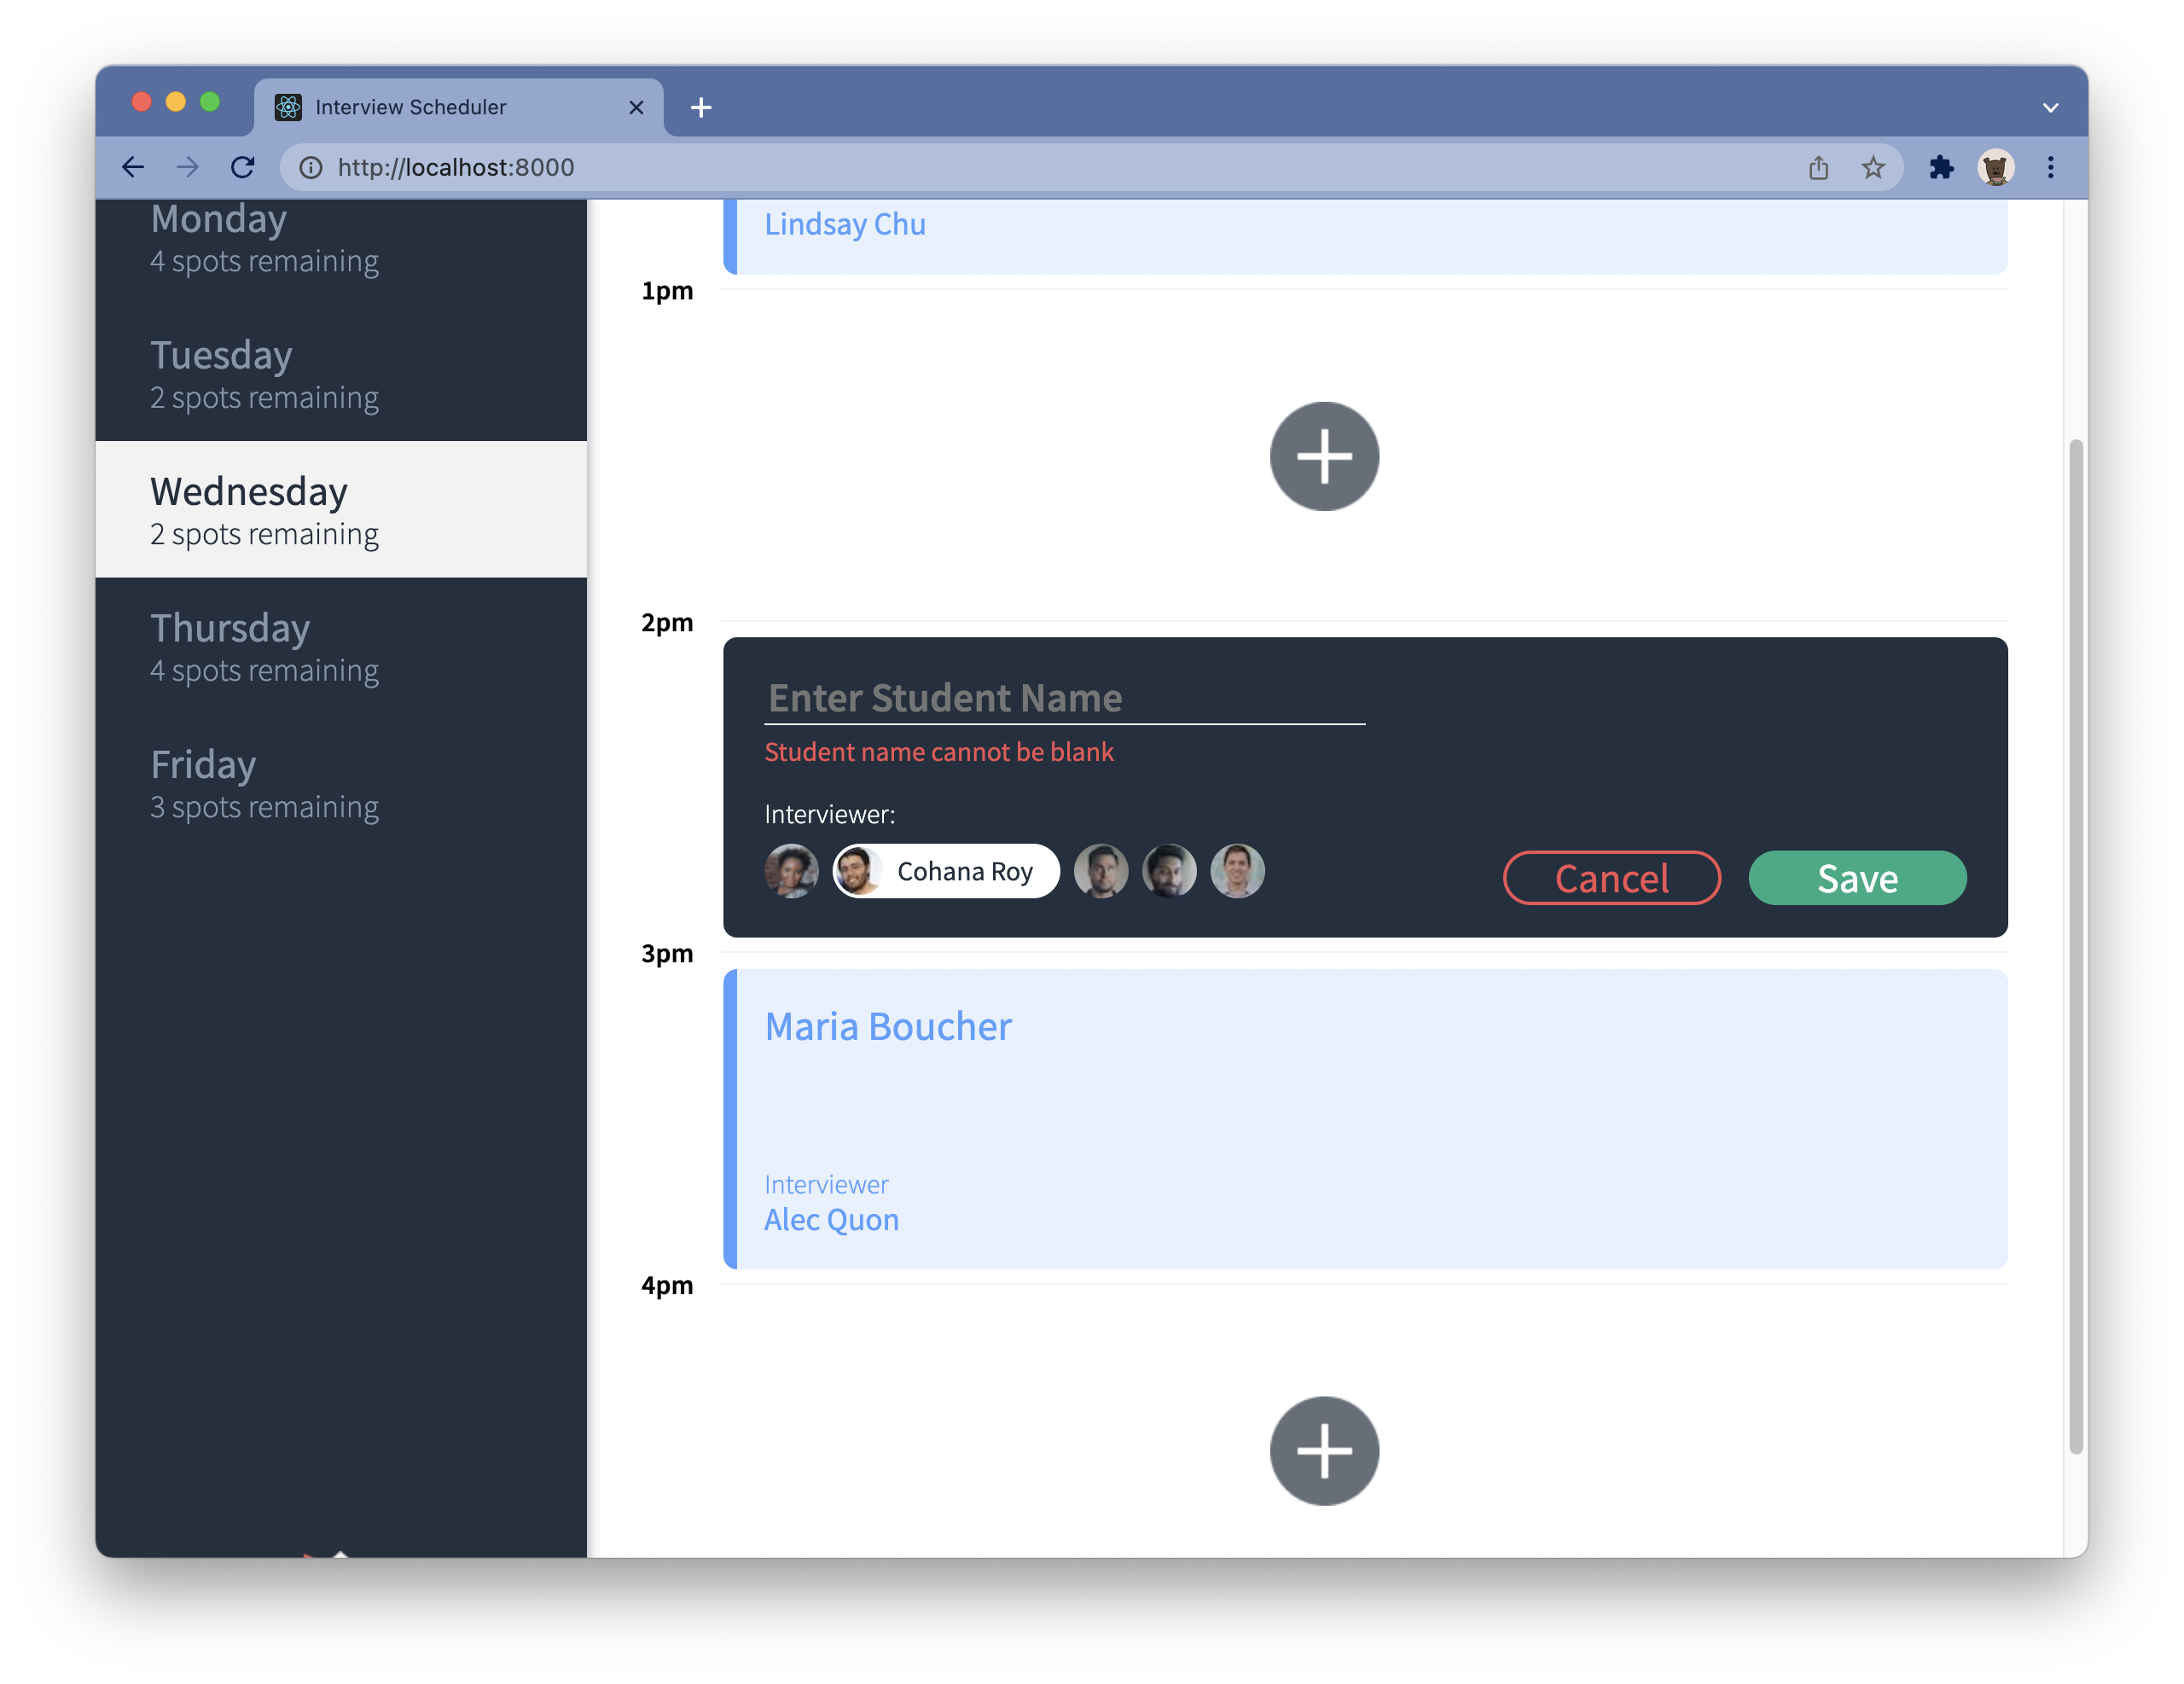 Interview Scheduler
http://localhost:8000
Monday
4 spots remaining
Tuesday
2 spots remaining
Wednesday
2 spots remaining
Thursday
4 spots remaining
Friday
3 spots remaining
Lindsay Chu
1pm
2pm
Enter Student Name
Student name cannot be blank
Interviewer:
Cohana Roy
Cancel
Save
3pm
Maria Boucher
Interviewer
Alec Quon
4pm